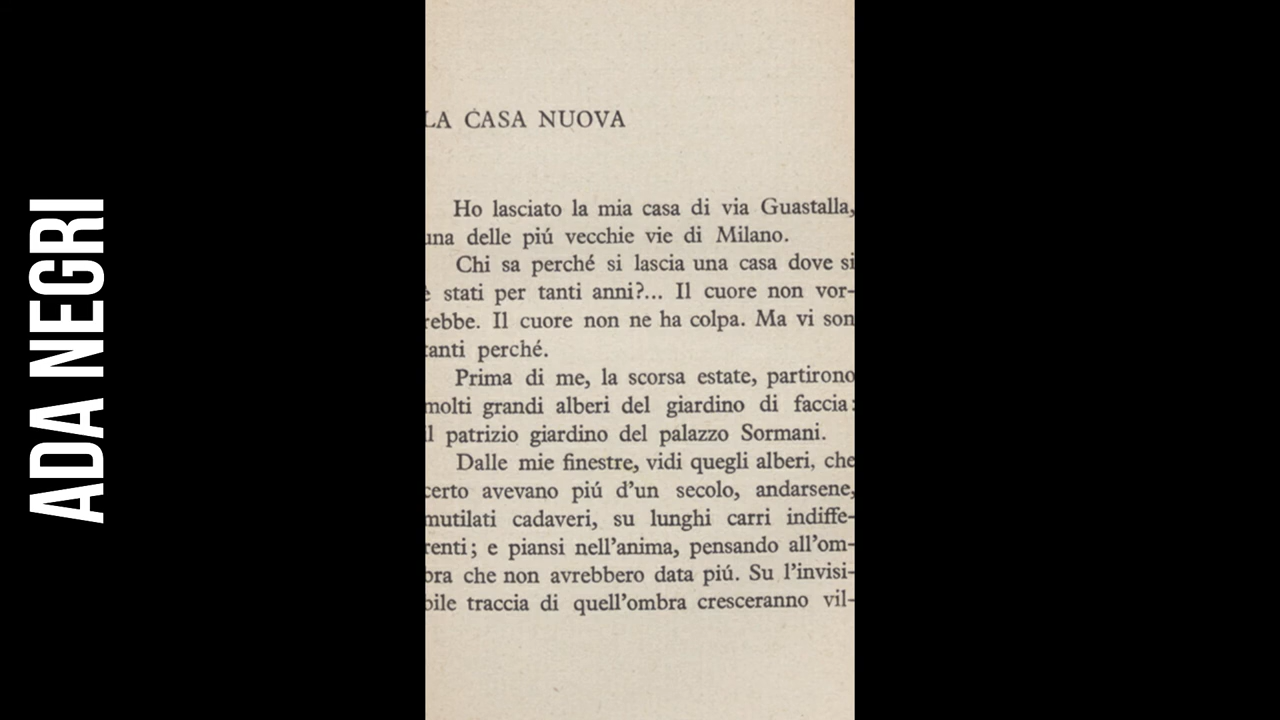 ADA NEGRI
LA CASA NUOVA
Ho lasciato la mia casa di via Guastalla,
una delle piú vecchie vie di Milano.
Chi sa perché si lascia una casa dove si
è stati per tanti anni?... Il cuore non vor-
rebbe. Il cuore non ne ha colpa. Ma vi son
tanti perché.
Prima di me, la scorsa estate, partirono
molti grandi alberi del giardino di faccia:
il patrizio giardino del palazzo Sormani.
Dalle mie finestre, vidi quegli alberi, che
certo avevano piú d'un secolo, andarsene,
mutilati cadaveri, su lunghi carri indiffe-
renti; e piansi nell'anima, pensando all'om-
bra che non avrebbero data piú. Su l'invisi-
bile traccia di quell'ombra cresceranno vil-